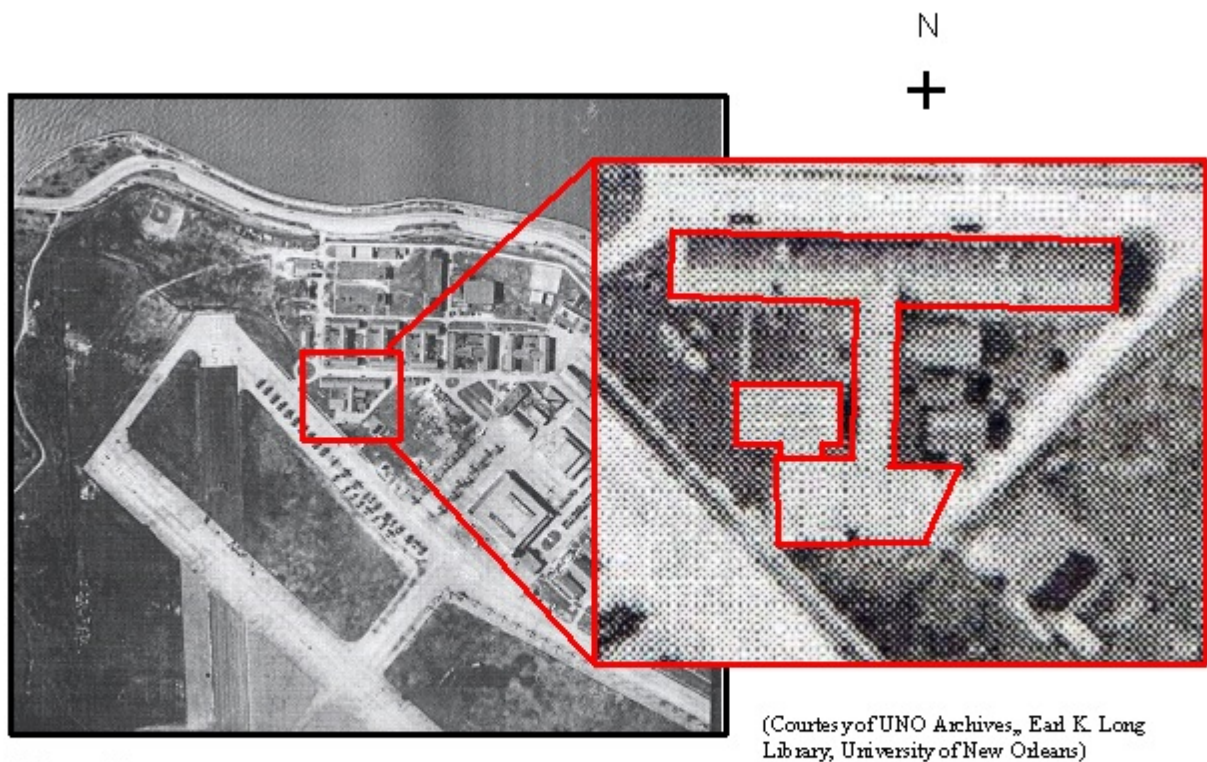 N
(Courtesy of UNO Archives,, Earl K. Long
Library, University of New Orleans)